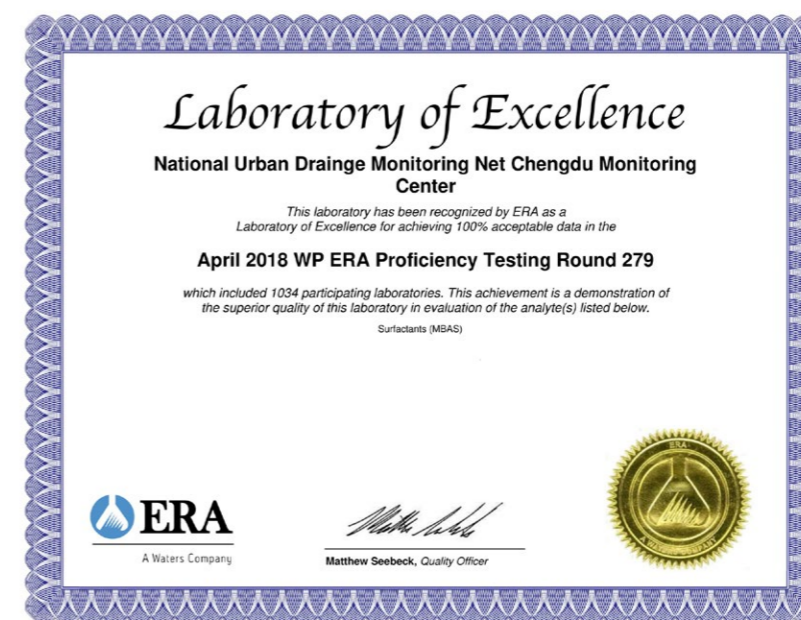 Laboratory of Excellence
National Urban Drainge Monitoring Net Chengdu Monitoring
Center
This laboratory has been recognized by ERA as a
Laboratory of Excellence for achieving 100% acceptable data in the
April 2018 WP ERA Proficiency Testing Round 279
which included 1034 participating laboratories. This achievement is a demonstration of
the superior quality of this laboratory in evaluation of the analyte(s) listed below.
Surfactants (MBAS)
ERA
A WATERS COMPANY
ERA
A Waters Company
Matthew Seebeck, Quality Officer